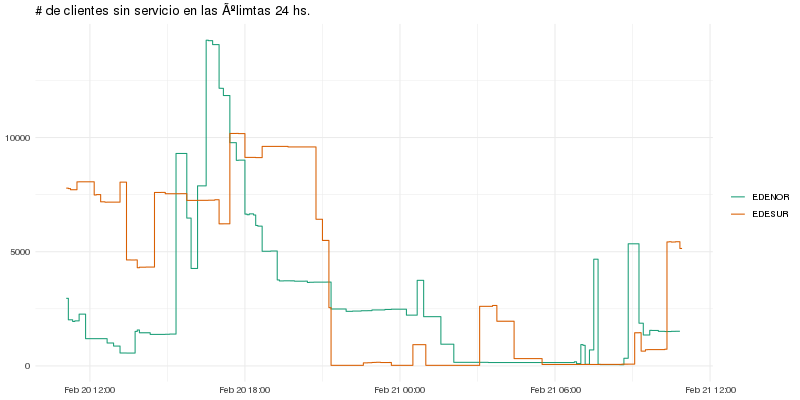 # de clientes sin servicio en las Ãºlimtas 24 hs.
10000
5000
0
EDENOR
EDESUR
Feb 20 12:00
Feb 20 18:00
Feb 21 00:00
Feb 21 06:00
Feb 21 12:00